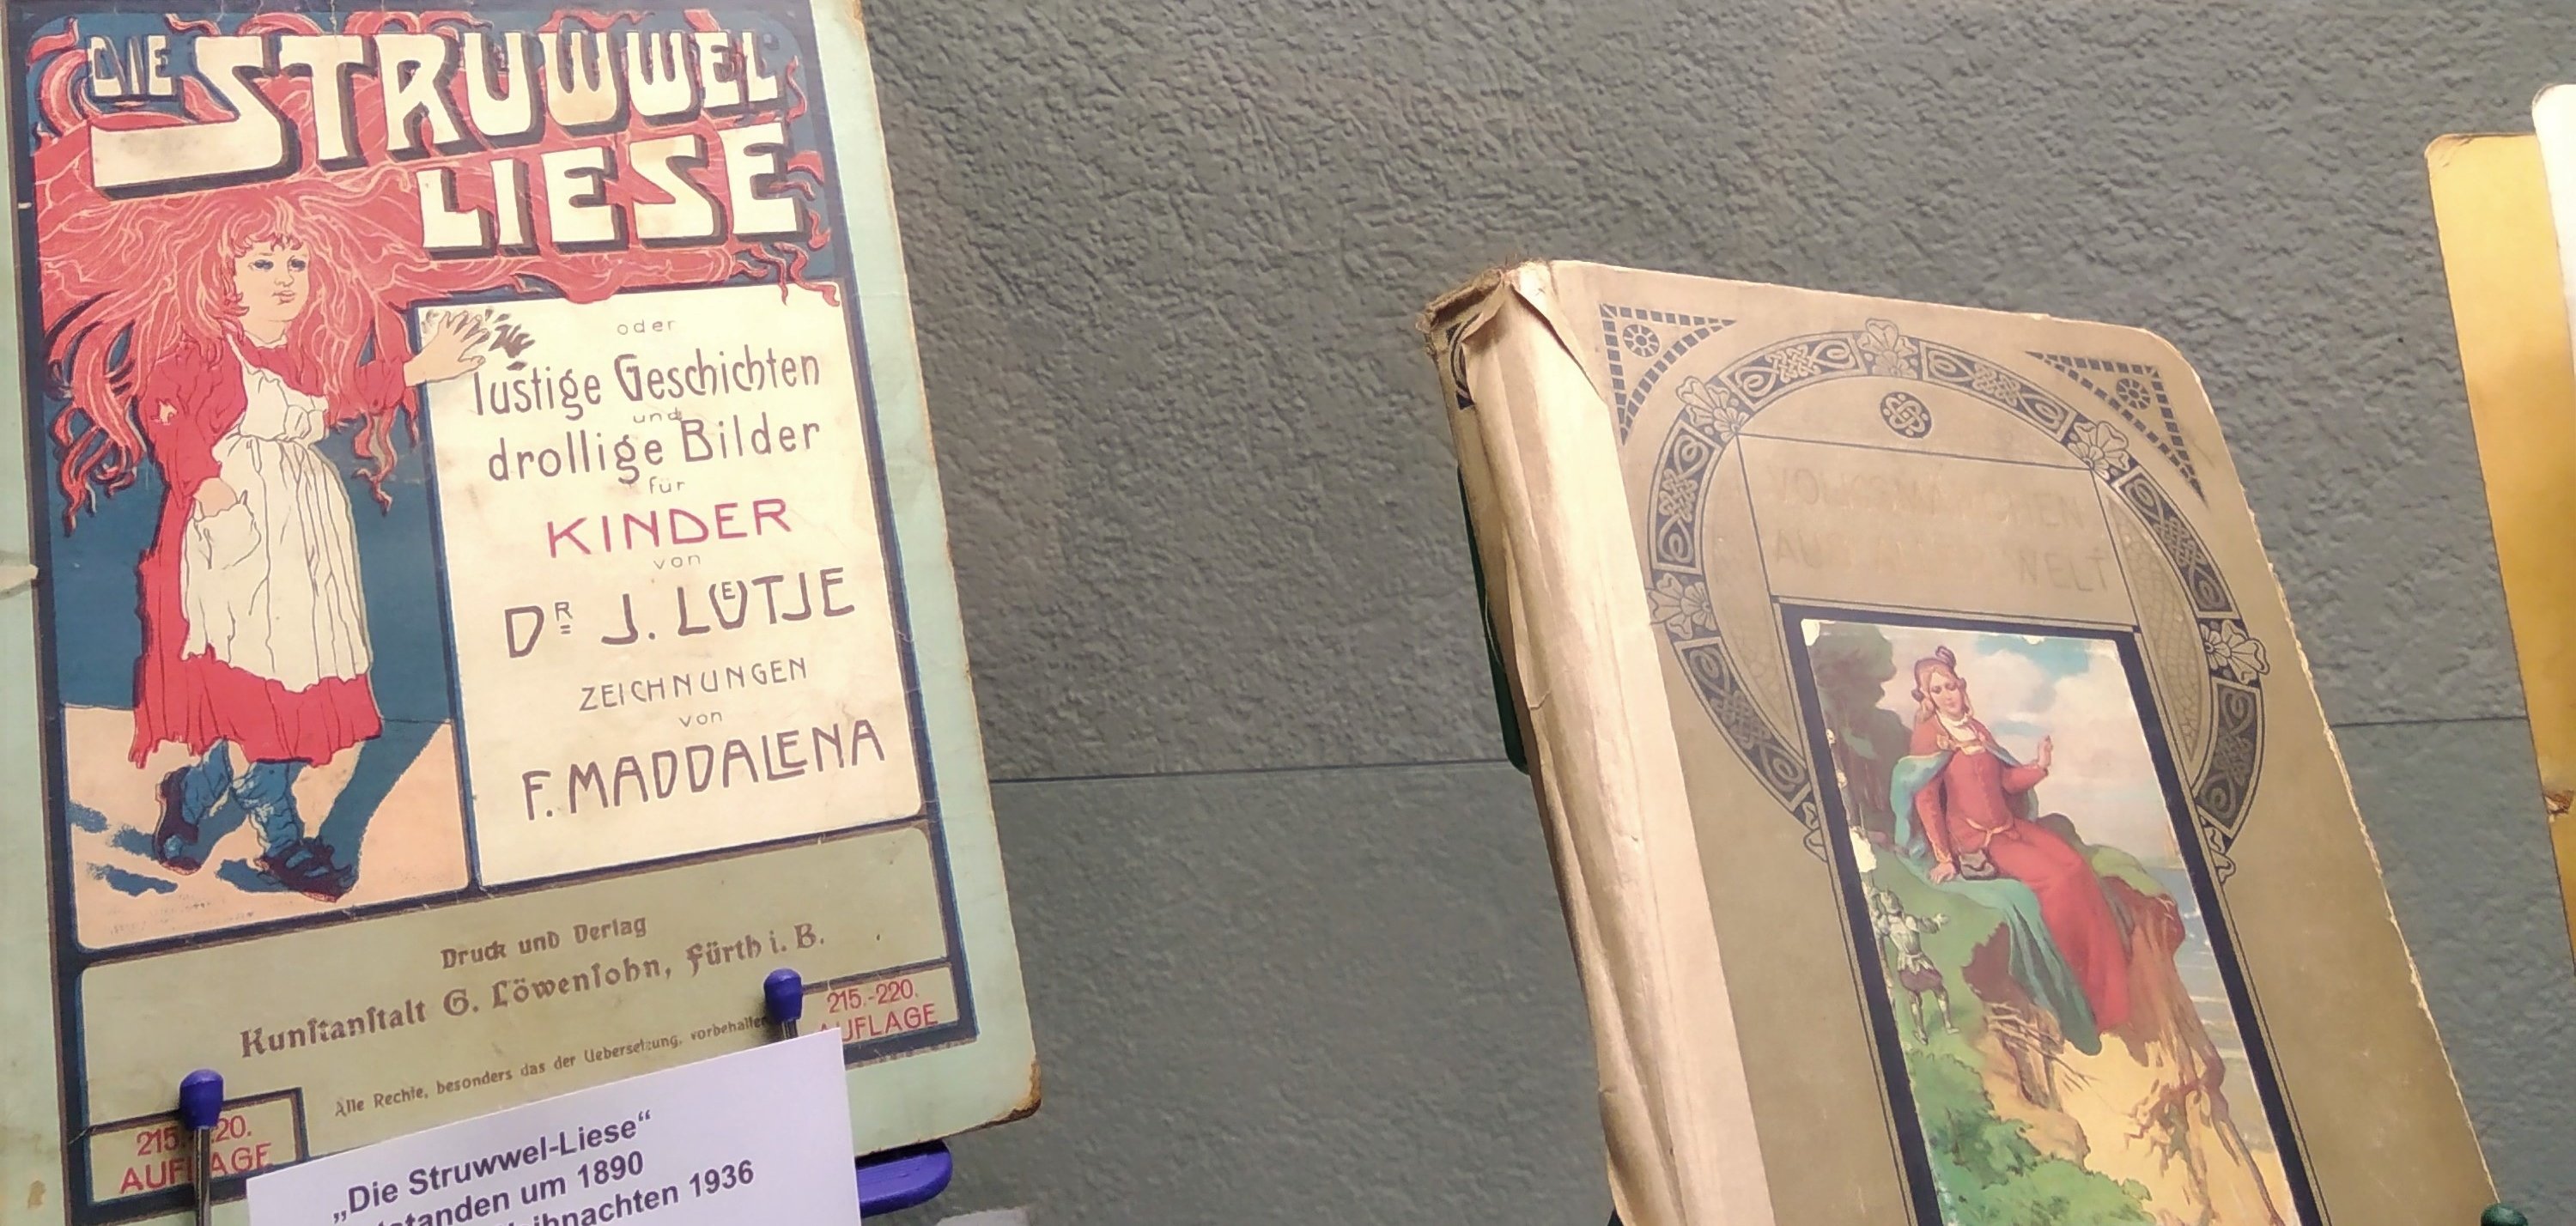 DIE STRUWWEL
LIESE
oder
lustige Geschichten
und
drollige Bilder
für
KINDER
von
DR J. LÜTJE
ZEICHNUNGEN
von
F. MADDALENA
Druck und Verlag
Kunſtanſtalt G. Löwenſohn, Fürth i. B.
Alle Rechte, besonders das der Uebersetzung, vorbehalten
215.-220.
AUFLAGE
215.-220.
AUFLAGE
„Die Struwwel-Liese“
um 1890
1936
WELT